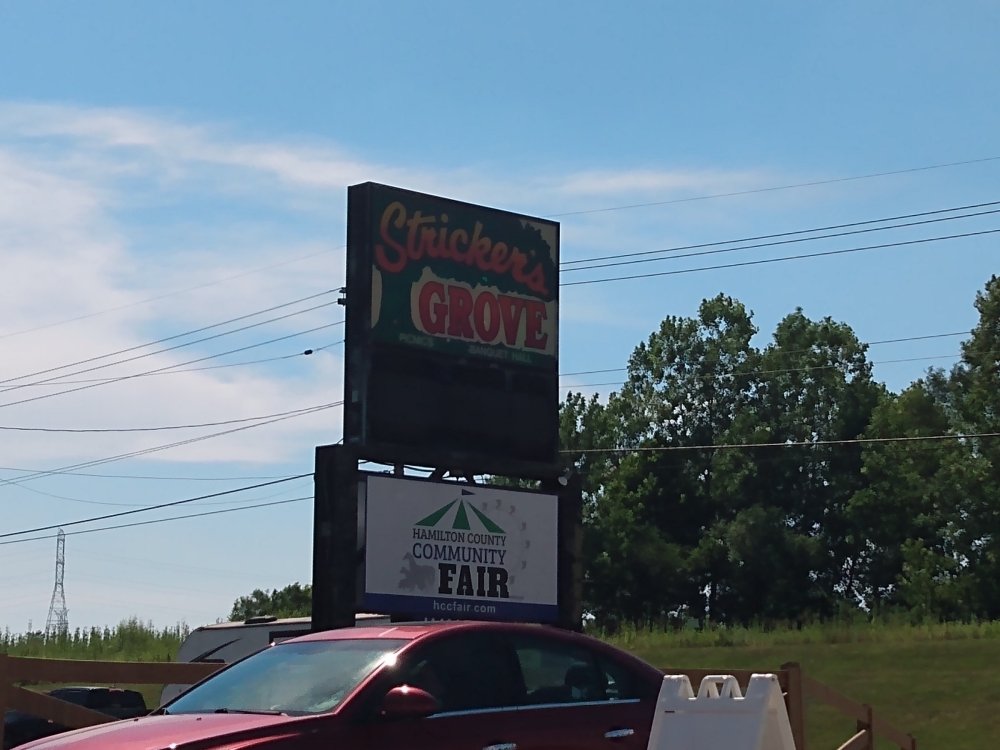 Stricker's
GROVE
PICNICS BANQUET HALL
HAMILTON COUNTY
COMMUNITY
FAIR
hccfair.com